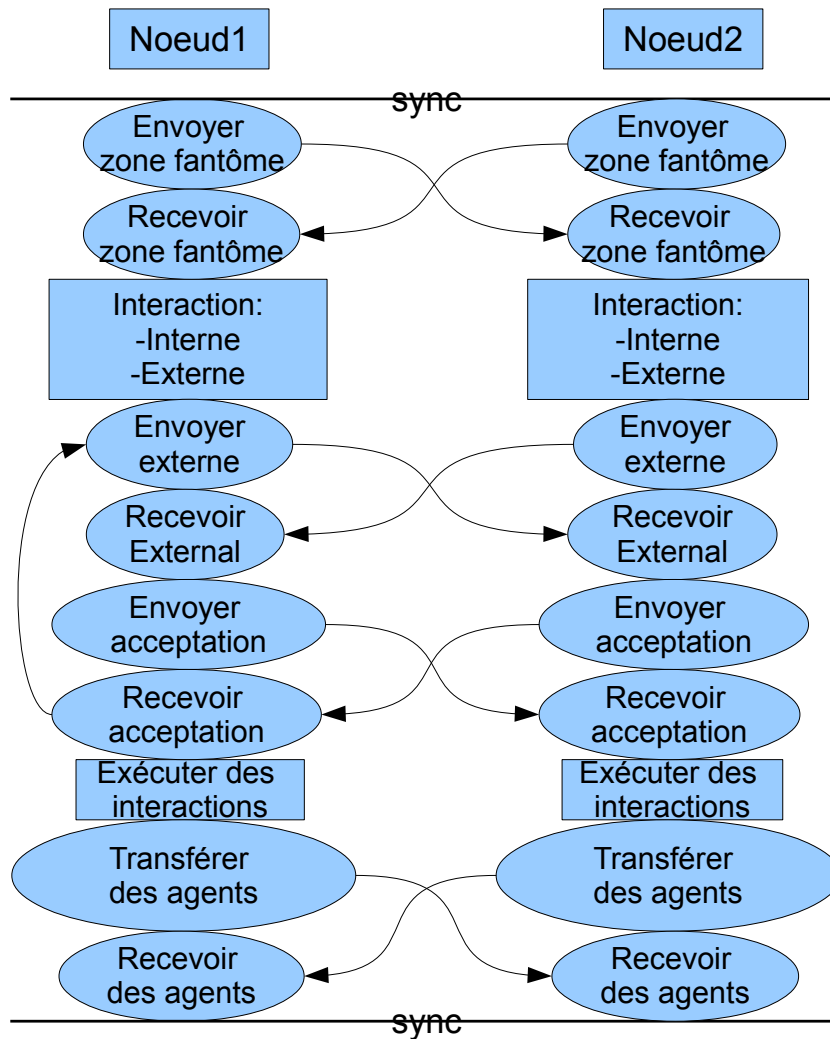 Noeud1
Noeud2
sync
Envoyer
zone fantôme
Envoyer
zone fantôme
Recevoir
zone fantôme
Recevoir
zone fantôme
Interaction:
-Interne
-Externe
Interaction:
-Interne
-Externe
Envoyer
externe
Envoyer
externe
Recevoir
External
Recevoir
External
Envoyer
acceptation
Envoyer
acceptation
Recevoir
acceptation
Recevoir
acceptation
Exécuter des
interactions
Exécuter des
interactions
Transférer
des agents
Transférer
des agents
Recevoir
des agents
Recevoir
des agents
sync